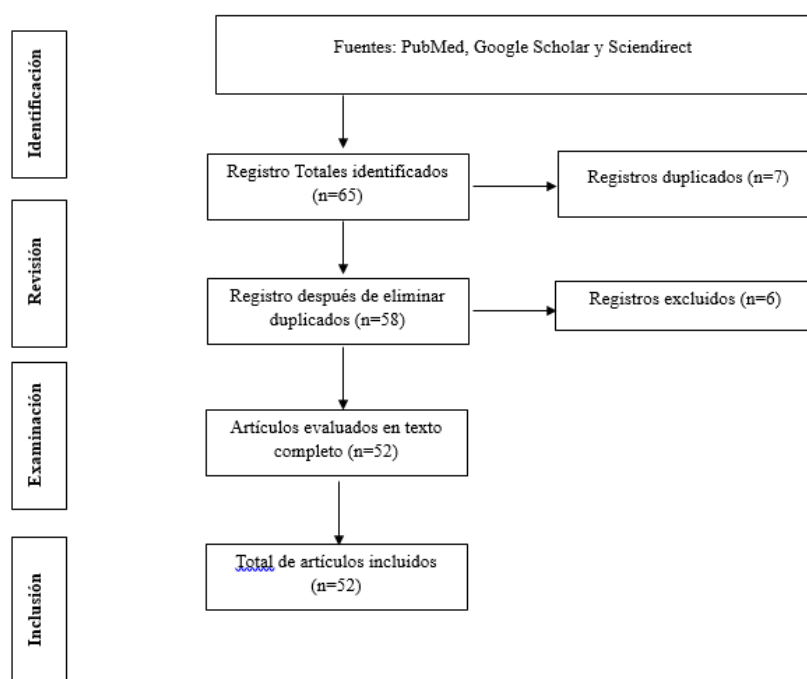 Fuentes: PubMed, Google Scholar y Sciendirect
Identificación
Registro Totales identificados
(n=65)
Registros duplicados (n=7)
Revisión
Registro después de eliminar
duplicados (n=58)
Registros excluidos (n=6)
Examinación
Artículos evaluados en texto
completo (n=52)
Inclusión
Total de artículos incluidos
(n=52)